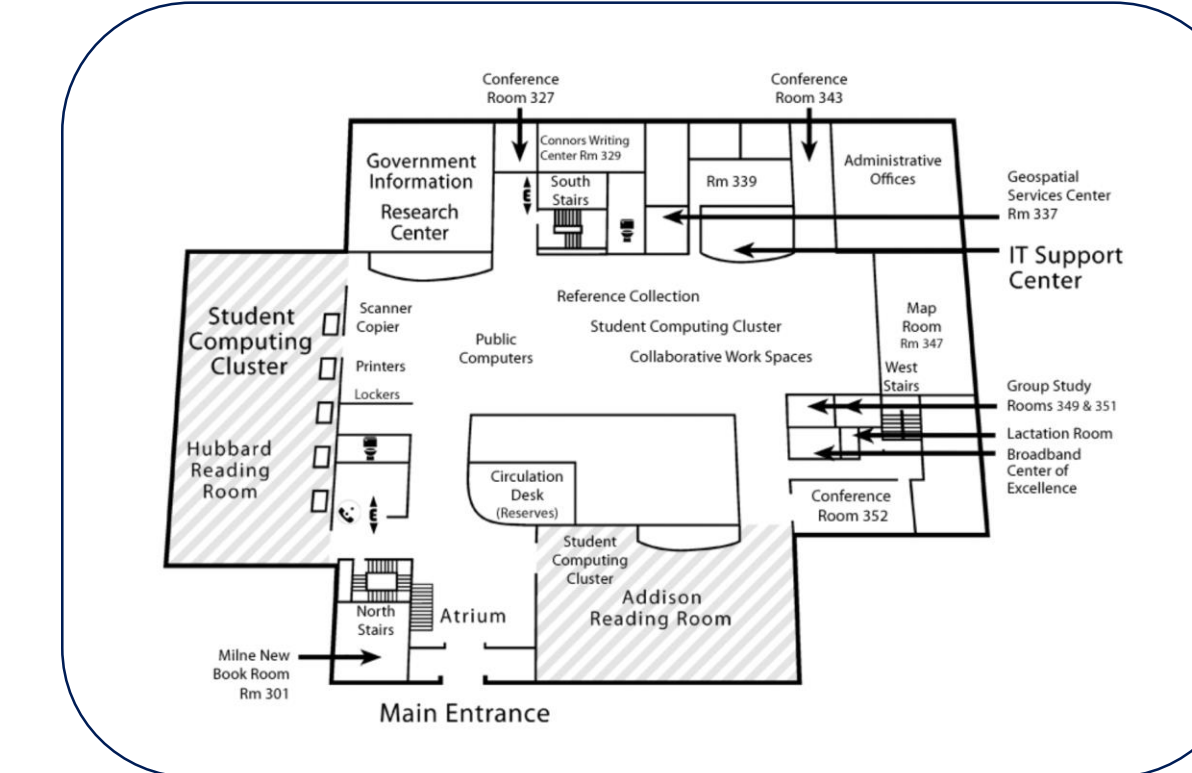 Conference
Room 327
Conference
Room 343
Government
Information
Research
Center
Connors Writing
Center Rm 329
South
Stairs
Rm 339
Administrative
Offices
Geospatial
Services Center
Rm 337
IT Support
Center
Student
Computing
Cluster
Hubbard
Reading
Room
Scanner
Copier
Printers
Lockers
Public
Computers
Reference Collection
Student Computing Cluster
Collaborative Work Spaces
Map
Room
Rm 347
West
Stairs
Group Study
Rooms 349 & 351
Lactation Room
Broadband
Center of
Excellence
Circulation
Desk
(Reserves)
Conference
Room 352
Student
Computing
Cluster
Addison
Reading Room
North
Stairs
Atrium
Milne New
Book Room
Rm 301
Main Entrance